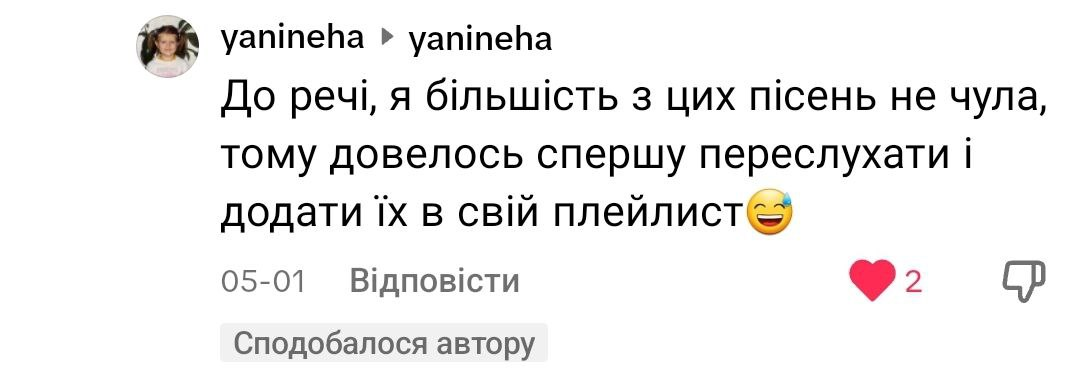 yanineha ▸ yanineha
До речі, я більшість з цих пісень не чула,
тому довелось спершу переслухати і
додати їх в свій плейлист😅
05-01 Відповісти 2
Сподобалося автору